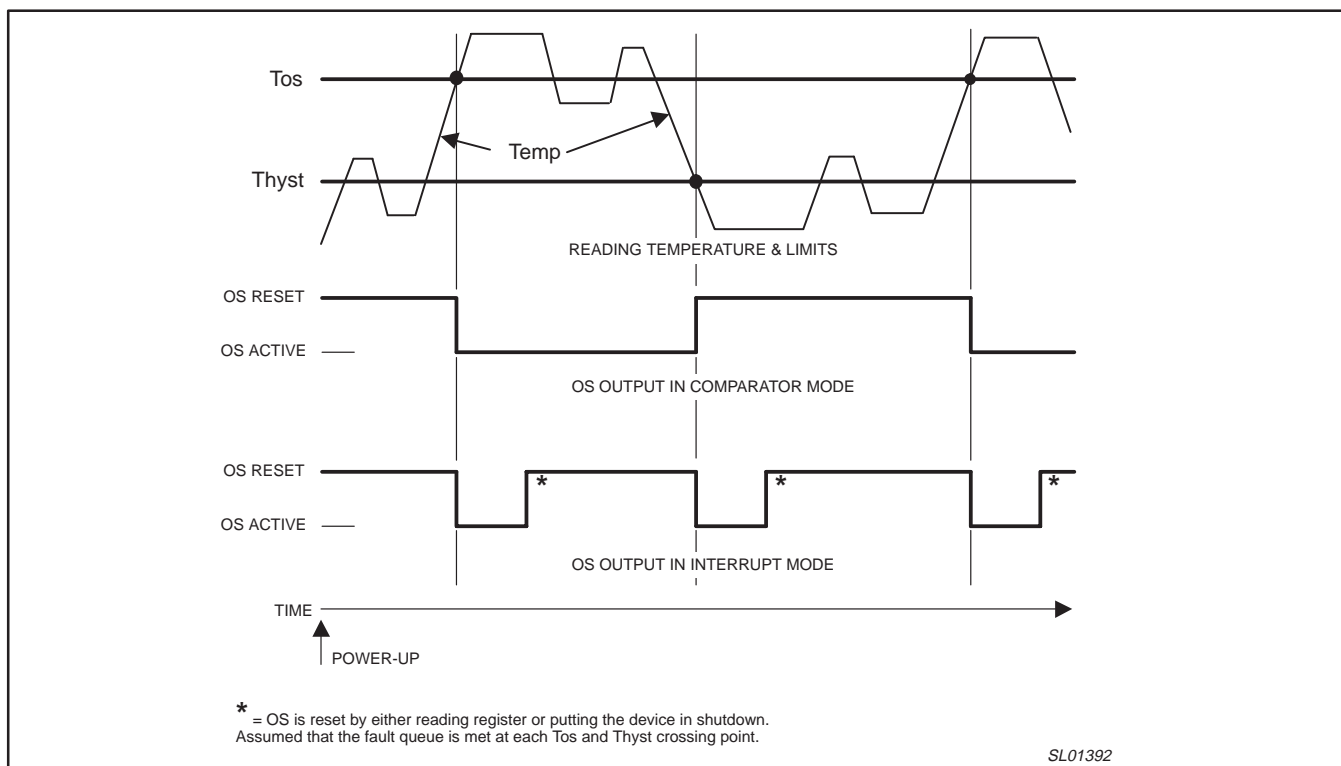 Tos
Temp
Thyst
READING TEMPERATURE & LIMITS
OS RESET
OS ACTIVE
OS OUTPUT IN COMPARATOR MODE
OS RESET
*
*
*
OS ACTIVE
OS OUTPUT IN INTERRUPT MODE
TIME
POWER-UP
* = OS is reset by either reading register or putting the device in shutdown.
Assumed that the fault queue is met at each Tos and Thyst crossing point.
SL01392